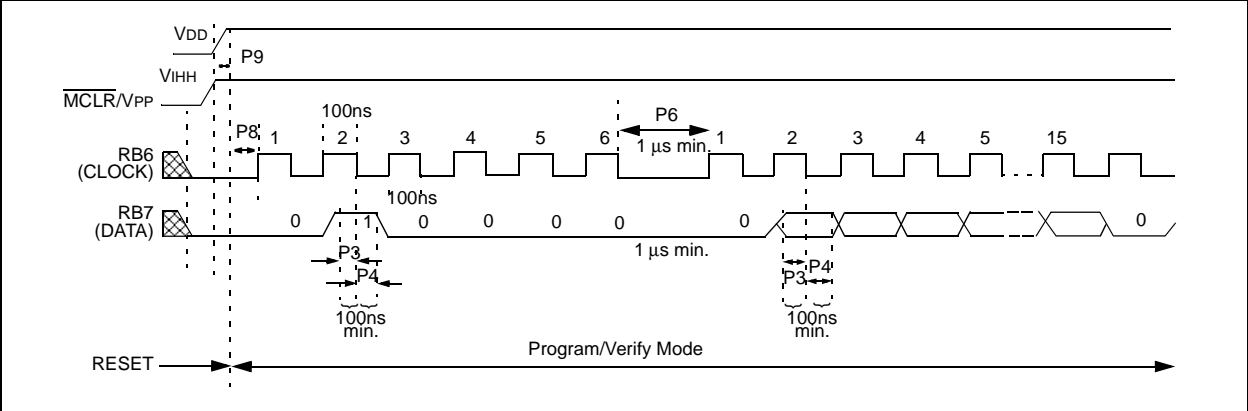 VDD
P9
VIHH
MCLR/VPP
100ns
P8 1 2 3 4 5 6 P6 1 2 3 4 5 15
1 µs min.
RB6
(CLOCK)
100ns
RB7
(DATA)
0 1 0 0 0 0 0 0
1 µs min.
P3
P4
P3 P4
100ns
min.
100ns
min.
Program/Verify Mode
RESET